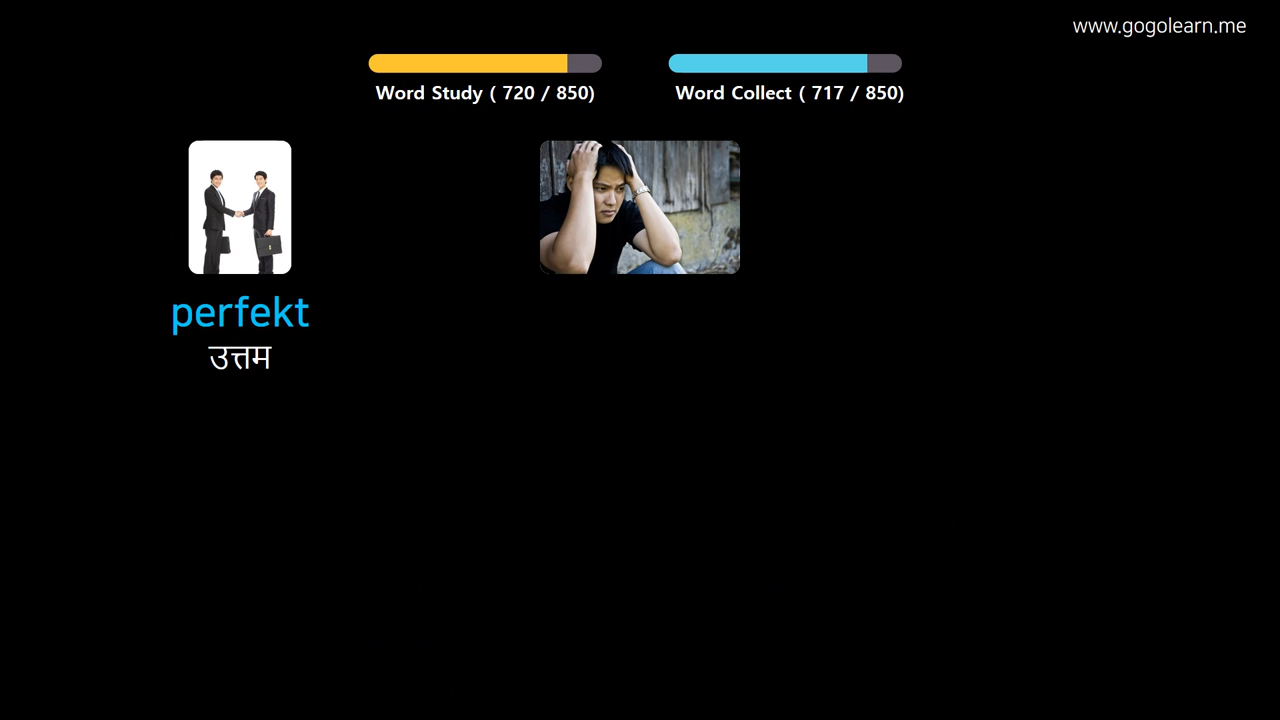 www.gogolearn.me
Word Study ( 720 / 850)
Word Collect ( 717 / 850)
perfekt
उत्तम